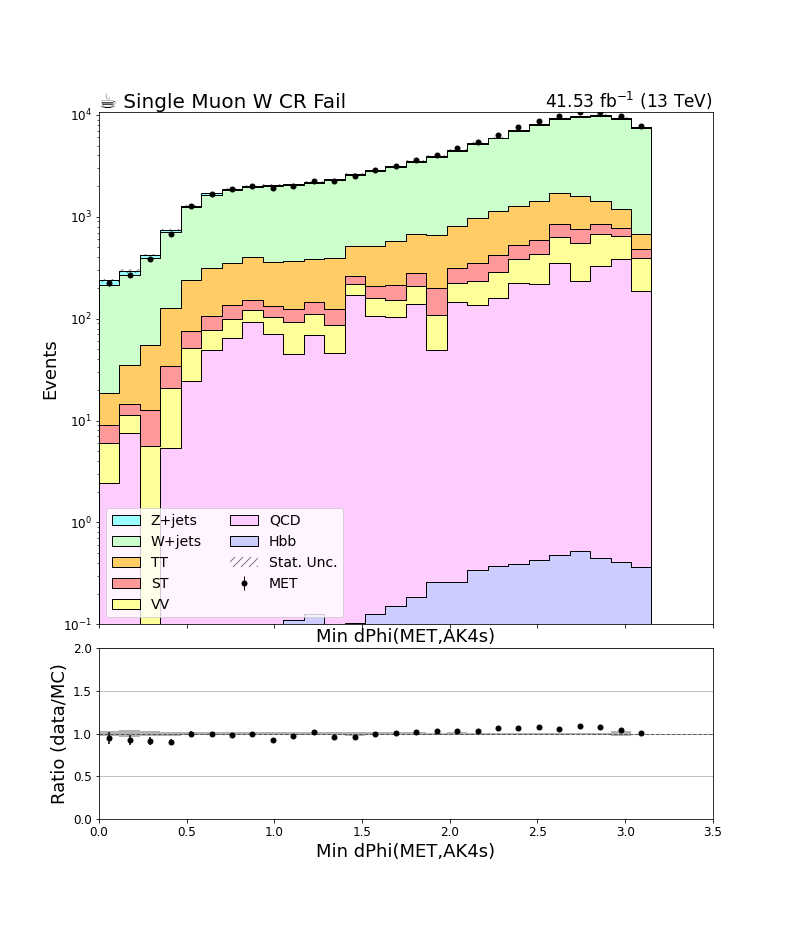 ☕ Single Muon W CR Fail
41.53 fb⁻¹ (13 TeV)
10⁴
10³
10²
10¹
10⁰
10⁻¹
Events
Z+jets
W+jets
TT
ST
VV
QCD
Hbb
Stat. Unc.
MET
Min dPhi(MET,AK4s)
2.0
1.5
1.0
0.5
0.0
Ratio (data/MC)
0.0 0.5 1.0 1.5 2.0 2.5 3.0 3.5
Min dPhi(MET,AK4s)